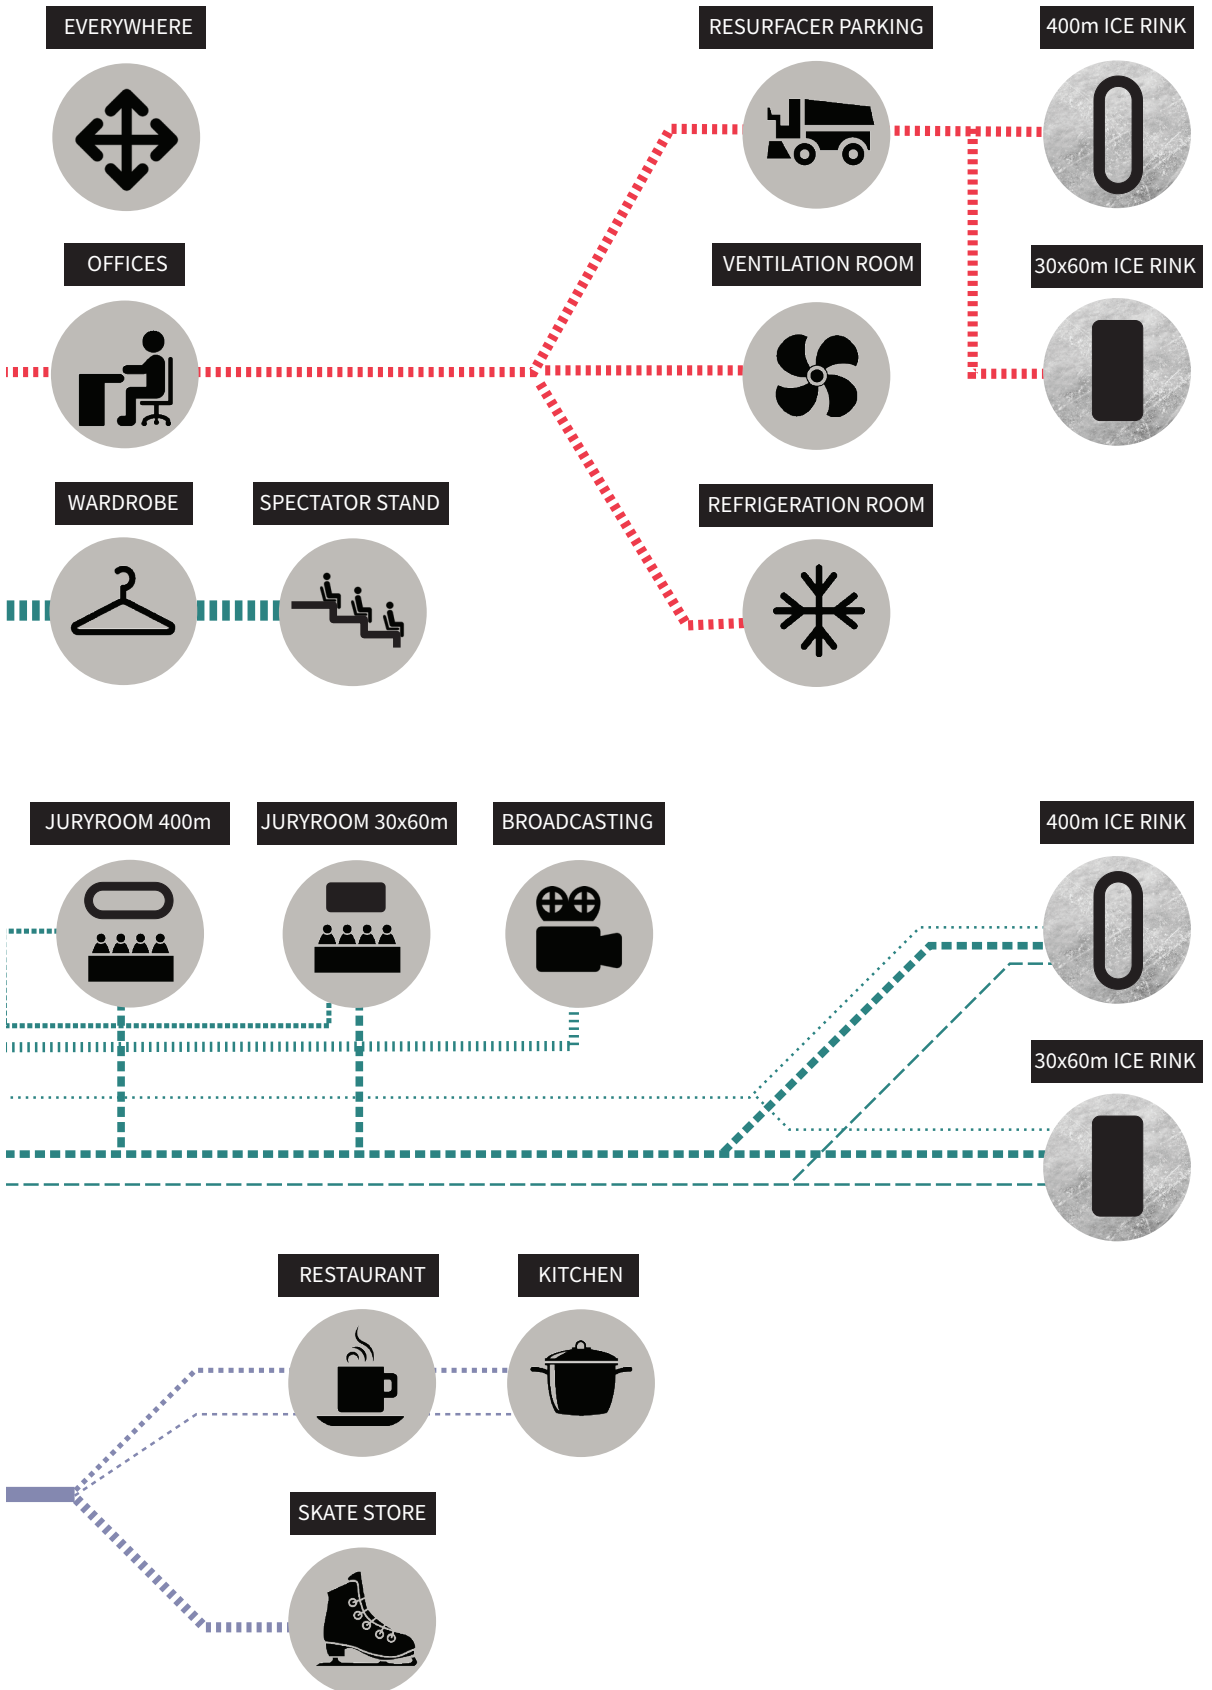 EVERYWHERE
RESURFACER PARKING
400m ICE RINK
OFFICES
VENTILATION ROOM
30x60m ICE RINK
WARDROBE
SPECTATOR STAND
REFRIGERATION ROOM
JURYROOM 400m
JURYROOM 30x60m
BROADCASTING
400m ICE RINK
30x60m ICE RINK
RESTAURANT
KITCHEN
SKATE STORE